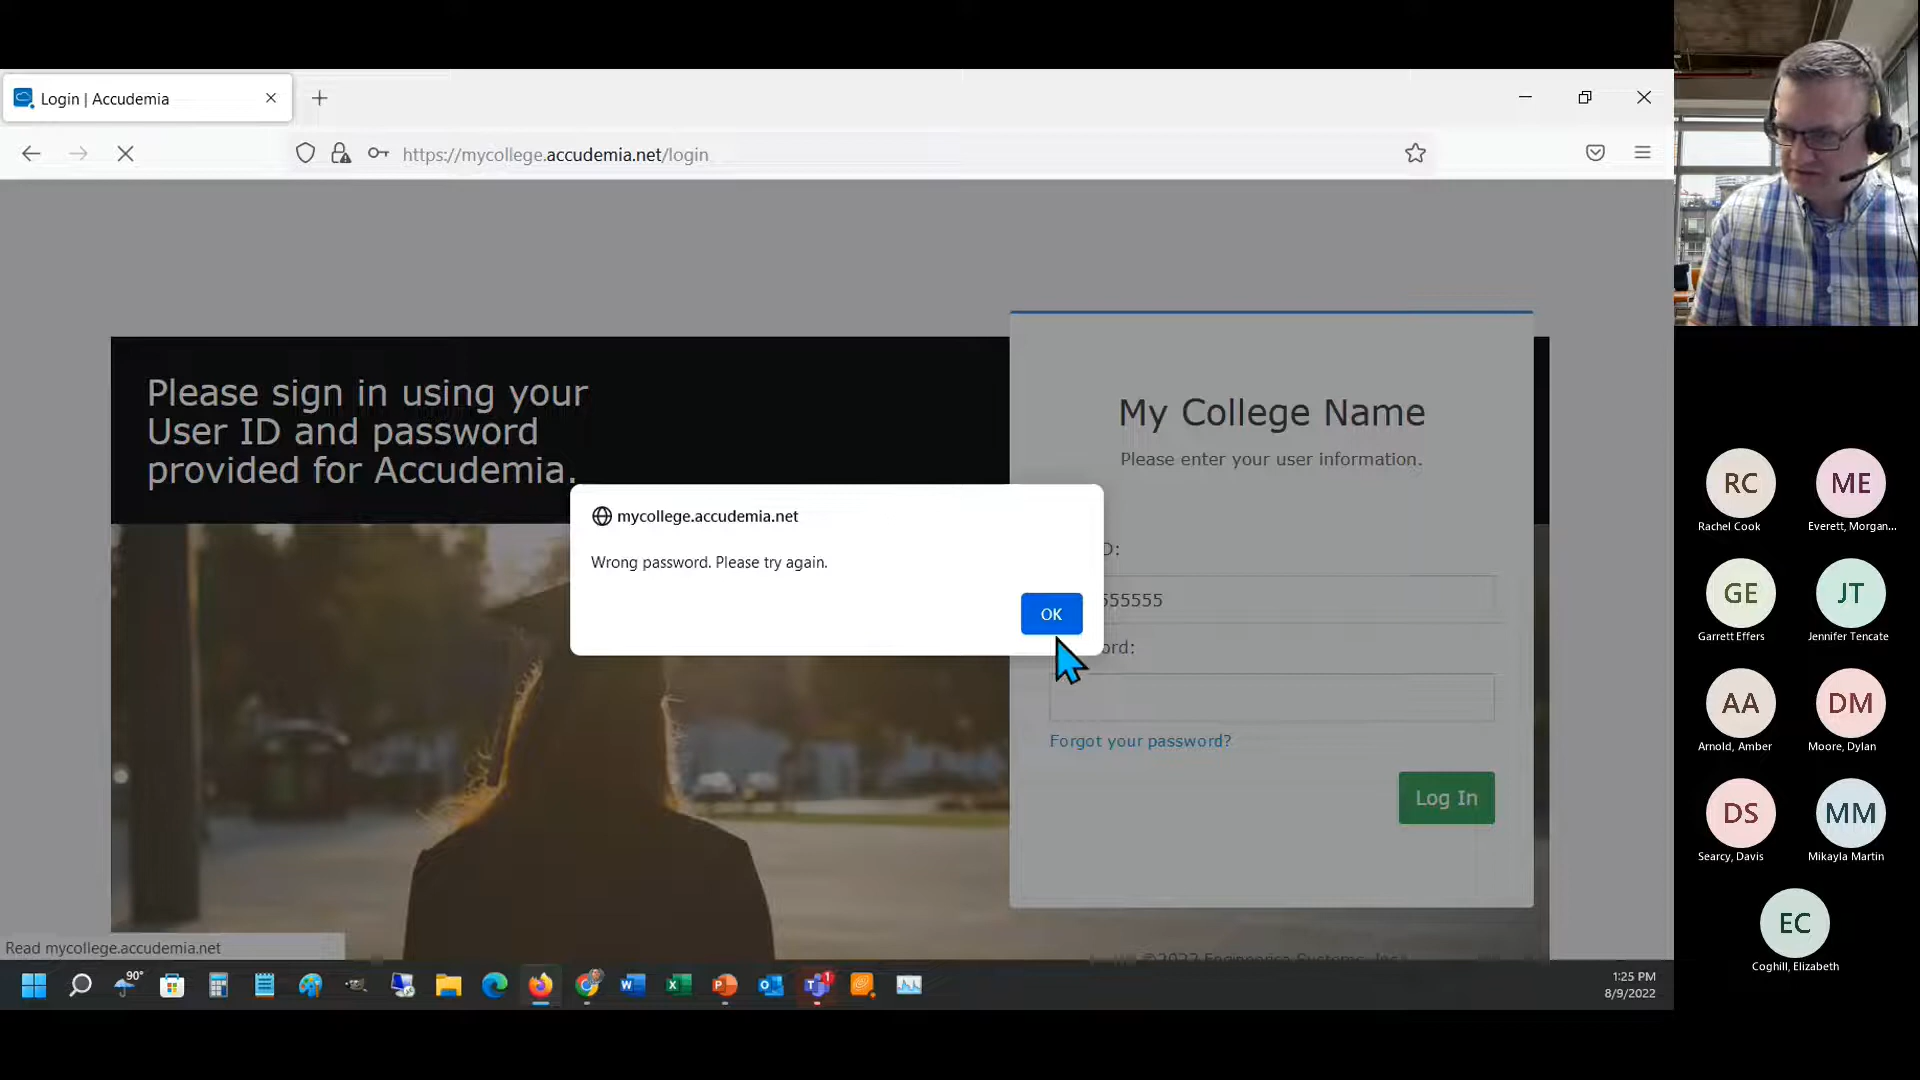 Login | Accudemia
https://mycollege.accudemia.net/login
Please sign in using your
User ID and password
provided for Accudemia.
My College Name
Please enter your user information.
mycollege.accudemia.net
Wrong password. Please try again.
OK
D:
555555
ord:
Forgot your password?
Log In
Read mycollege.accudemia.net
90°
1
1:25 PM
8/9/2022
RC
Rachel Cook
ME
Everett, Morgan...
GE
Garrett Effers
JT
Jennifer Tencate
AA
Arnold, Amber
DM
Moore, Dylan
DS
Searcy, Davis
MM
Mikayla Martin
EC
Coghill, Elizabeth